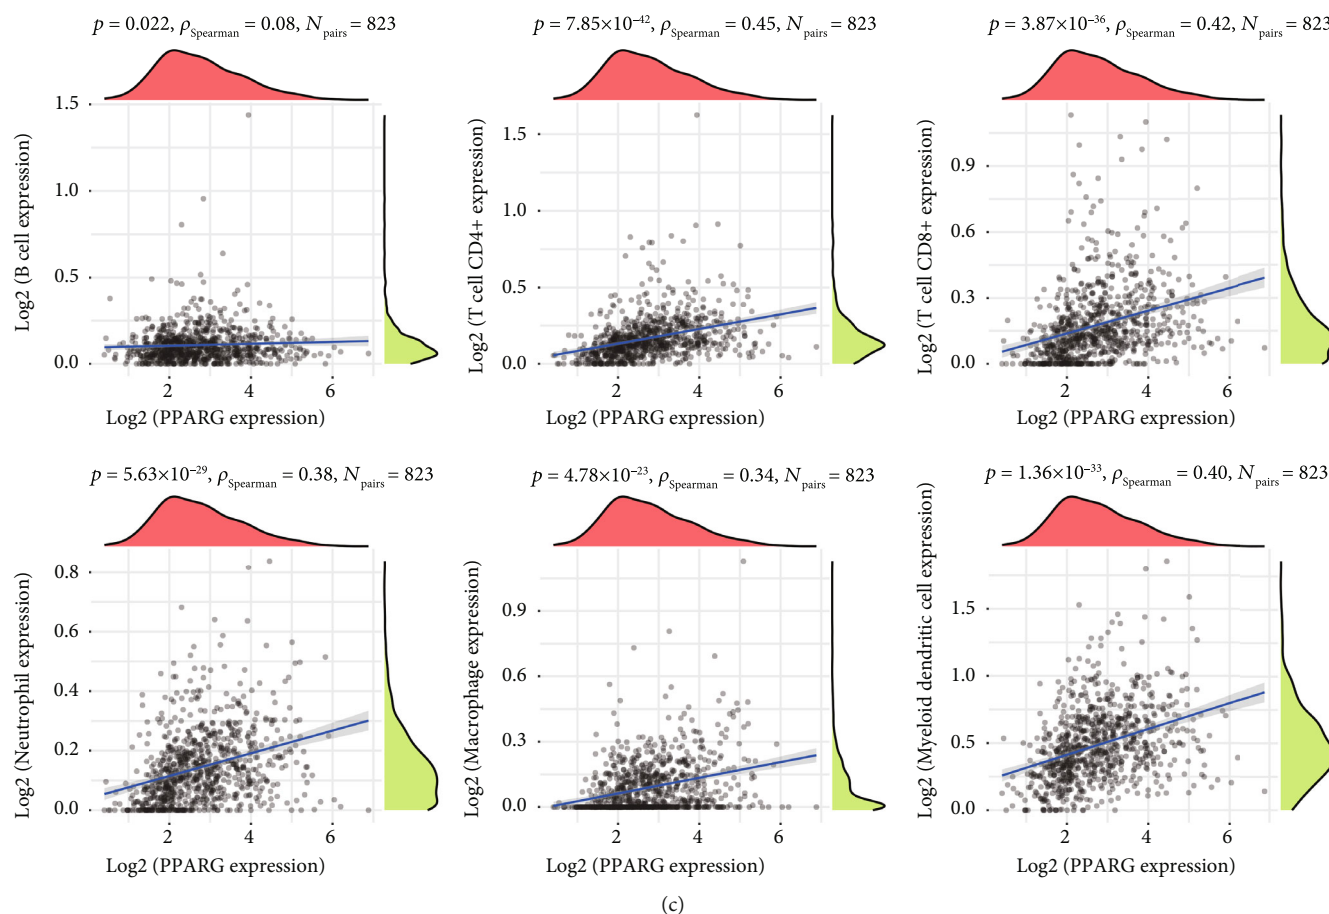 p = 0.022, ρSpearman = 0.08, Npairs = 823
p = 7.85×10⁻⁴², ρSpearman = 0.45, Npairs = 823
p = 3.87×10⁻³⁶, ρSpearman = 0.42, Npairs = 823
Log2 (B cell expression)
1.5
1.0
0.5
0.0
2
4
6
Log2 (PPARG expression)
Log2 (T cell CD4+ expression)
1.5
1.0
0.5
0.0
2
4
6
Log2 (PPARG expression)
Log2 (T cell CD8+ expression)
0.9
0.6
0.3
0.0
2
4
6
Log2 (PPARG expression)
p = 5.63×10⁻²⁹, ρSpearman = 0.38, Npairs = 823
p = 4.78×10⁻²³, ρSpearman = 0.34, Npairs = 823
p = 1.36×10⁻³³, ρSpearman = 0.40, Npairs = 823
Log2 (Neutrophil expression)
0.8
0.6
0.4
0.2
0.0
2
4
6
Log2 (PPARG expression)
Log2 (Macrophage expression)
0.9
0.6
0.3
0.0
2
4
6
Log2 (PPARG expression)
Log2 (Myeloid dendritic cell expression)
1.5
1.0
0.5
0.0
2
4
6
Log2 (PPARG expression)
(c)